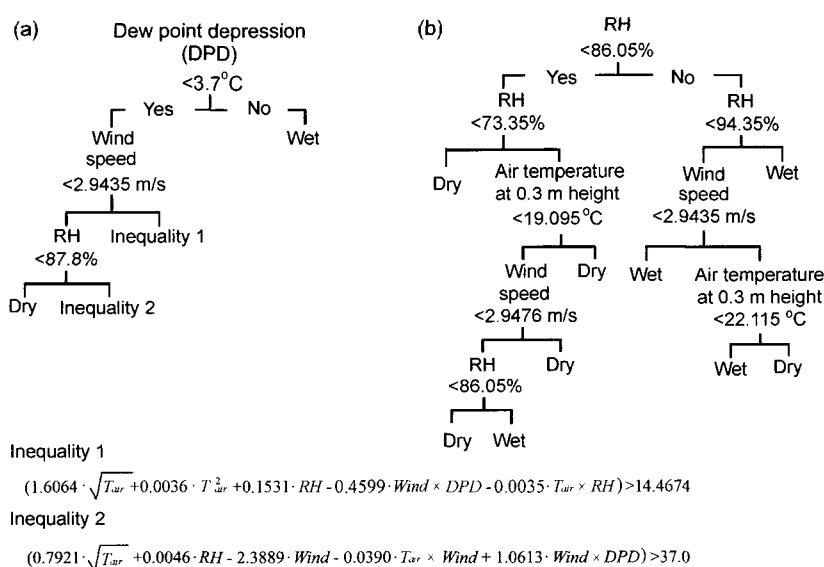 (a)
Dew point depression
(DPD)
<3.7°C
Yes No
Wet
Wind
speed
<2.9435 m/s
RH
<87.8%
Inequality 1
Dry
Inequality 2
(b)
RH
<86.05%
Yes No
RH
<73.35%
Dry
Air temperature
at 0.3 m height
<19.095°C
Wind
speed
<2.9476 m/s
Dry
RH
<86.05%
Dry
Dry Wet
RH
<94.35%
Wind
speed
<2.9435 m/s
Wet
Wet
Air temperature
at 0.3 m height
<22.115 °C
Wet Dry
Inequality 1
(1.6064 · √T_air +0.0036 · T²_air +0.1531 · RH - 0.4599 · Wind × DPD - 0.0035 · T_air × RH) >14.4674
Inequality 2
(0.7921 · √T_air +0.0046 · RH - 2.3889 · Wind - 0.0390 · T_air × Wind + 1.0613 · Wind × DPD) >37.0